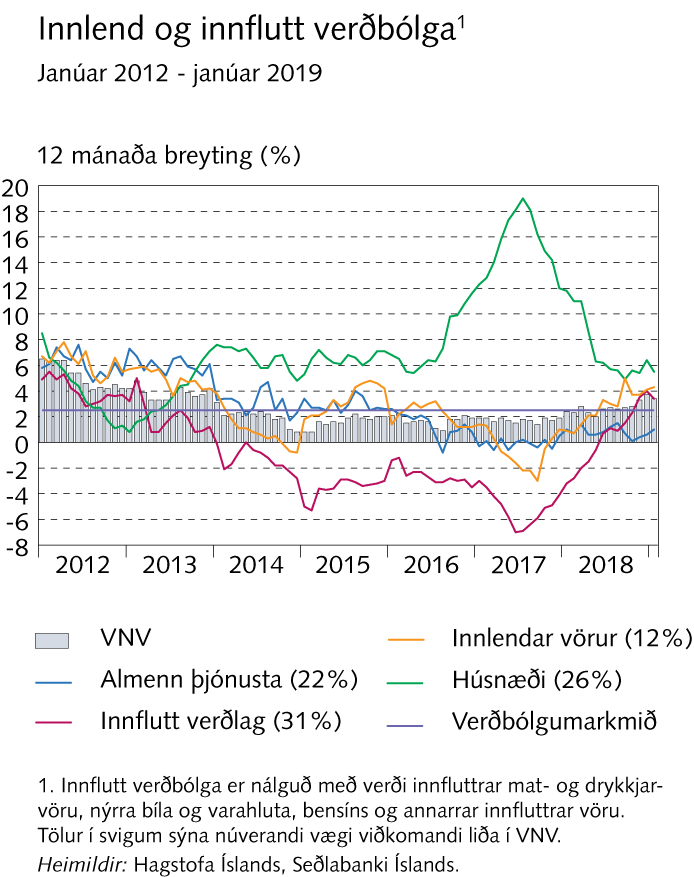 Innlend og innflutt verðbólga¹
Janúar 2012 - janúar 2019
12 mánaða breyting (%)
20
18
16
14
12
10
8
6
4
2
0
-2
-4
-6
-8
2012 2013 2014 2015 2016 2017 2018
VNV
Innlendar vörur (12%)
Almenn þjónusta (22%)
Húsnæði (26%)
Innflutt verðlag (31%)
Verðbólgumarkmið
1. Innflutt verðbólga er nálguð með verði innfluttrar mat- og drykkjar-
vöru, nýrra bíla og varahluta, bensíns og annarrar innfluttrar vöru.
Tölur í svigum sýna núverandi vægi viðkomandi liða í VNV.
Heimildir: Hagstofa Íslands, Seðlabanki Íslands.